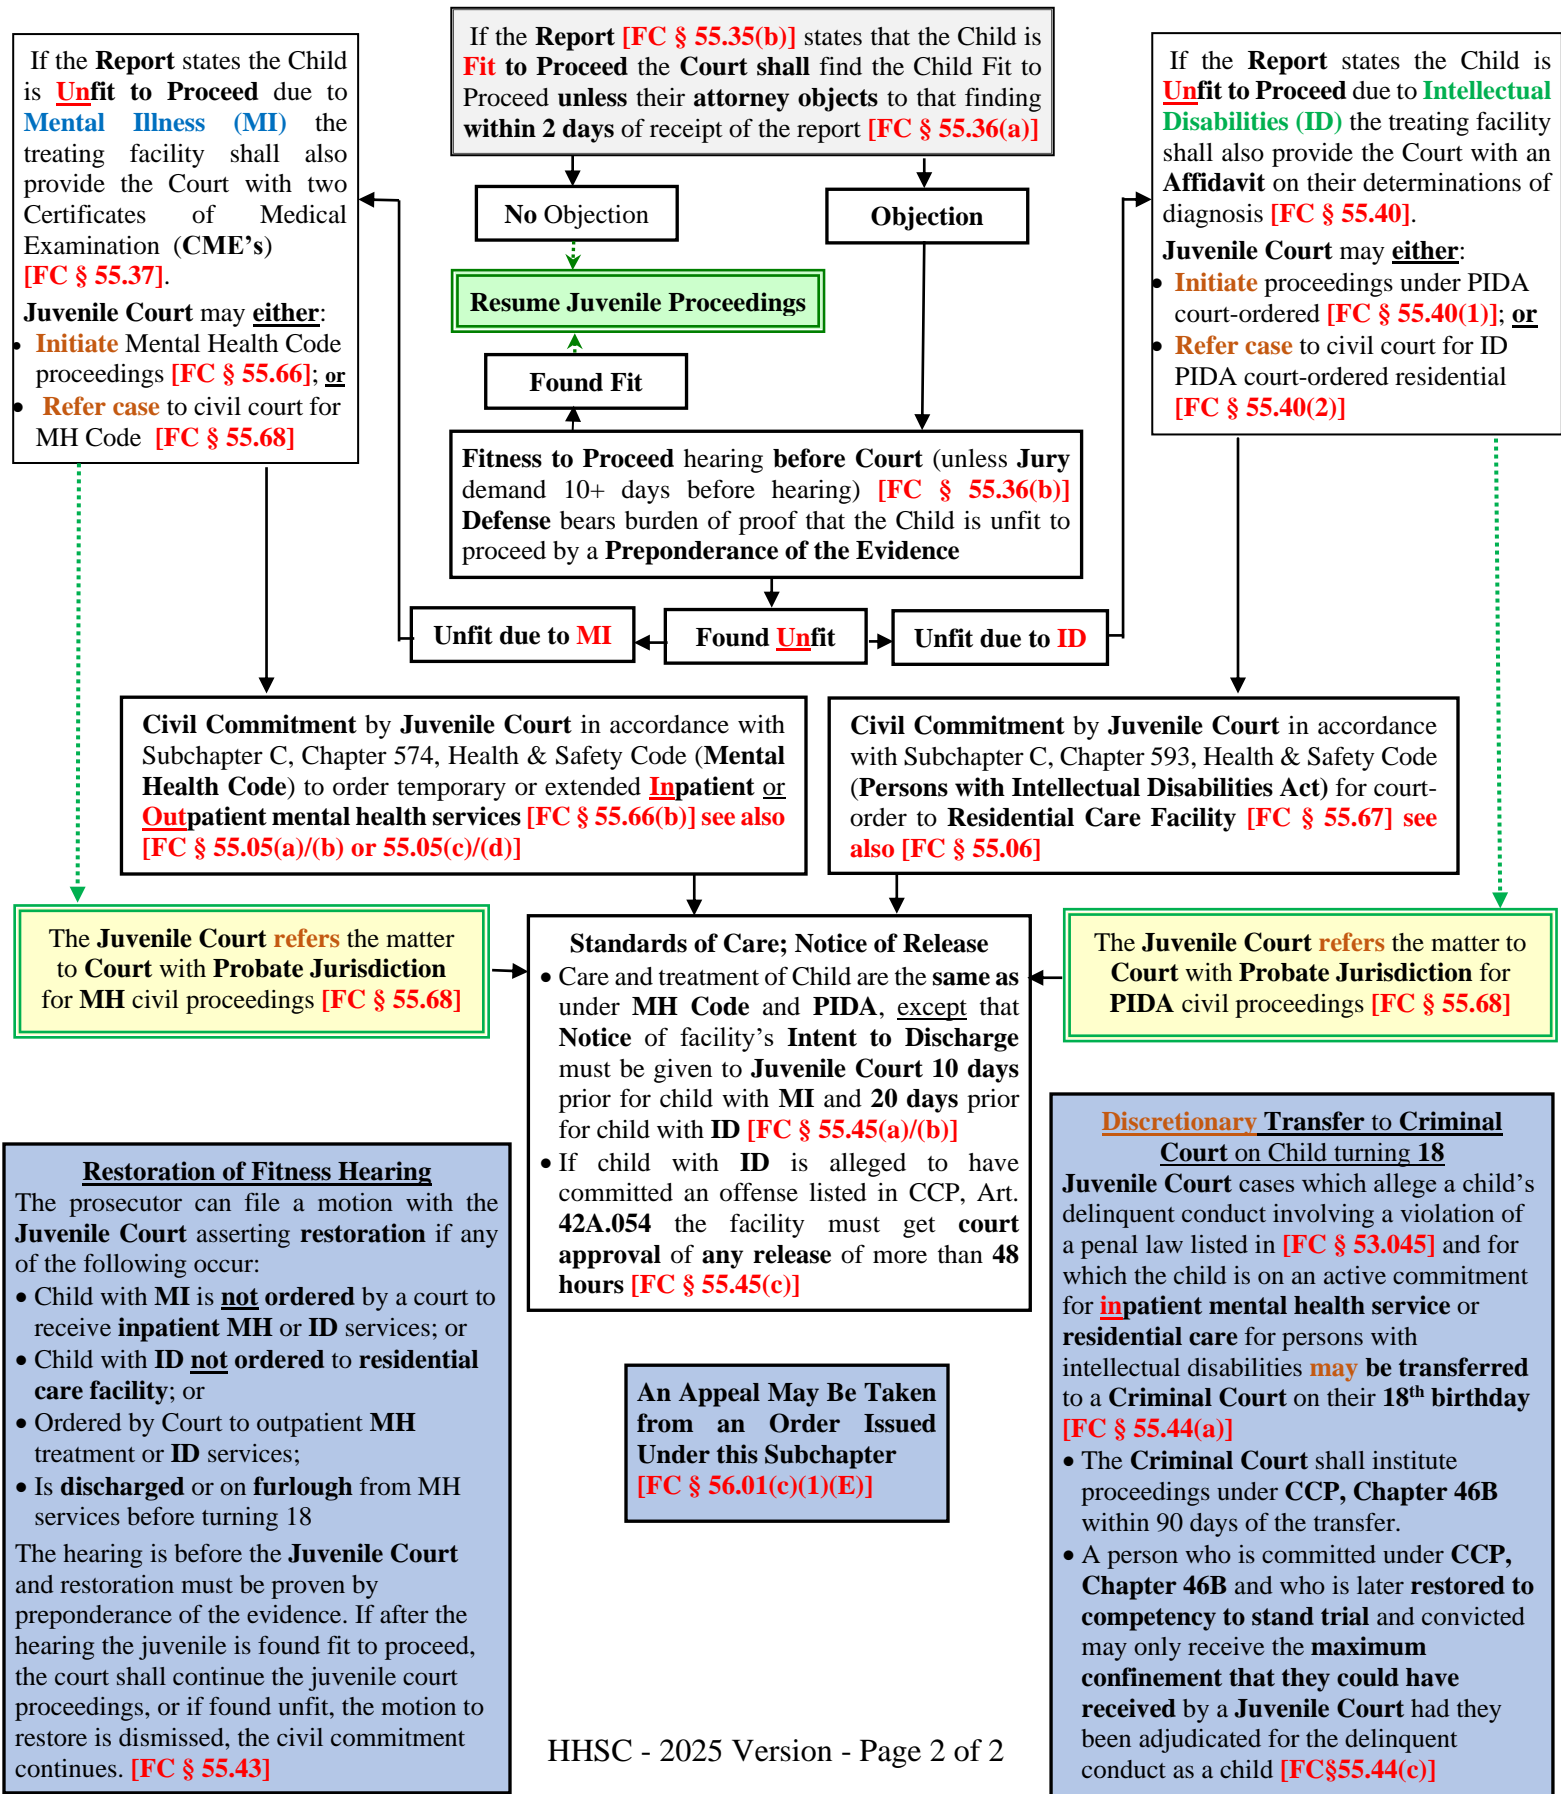 If the Report [FC § 55.35(b)] states that the Child is
Fit to Proceed the Court shall find the Child Fit to
Proceed unless their attorney objects to that finding
within 2 days of receipt of the report [FC § 55.36(a)]
If the Report states the Child
is Unfit to Proceed due to
Mental Illness (MI) the
treating facility shall also
provide the Court with two
Certificates of Medical
Examination (CME’s)
[FC § 55.37].
Juvenile Court may either:
• Initiate Mental Health Code
proceedings [FC § 55.66]; or
• Refer case to civil court for
MH Code [FC § 55.68]
If the Report states the Child is
Unfit to Proceed due to Intellectual
Disabilities (ID) the treating facility
shall also provide the Court with an
Affidavit on their determinations of
diagnosis [FC § 55.40].
Juvenile Court may either:
• Initiate proceedings under PIDA
court-ordered [FC § 55.40(1)]; or
• Refer case to civil court for ID
PIDA court-ordered residential
[FC § 55.40(2)]
No Objection
Objection
Resume Juvenile Proceedings
Found Fit
Fitness to Proceed hearing before Court (unless Jury
demand 10+ days before hearing) [FC § 55.36(b)]
Defense bears burden of proof that the Child is unfit to
proceed by a Preponderance of the Evidence
Unfit due to MI
Found Unfit
Unfit due to ID
Civil Commitment by Juvenile Court in accordance with
Subchapter C, Chapter 574, Health & Safety Code (Mental
Health Code) to order temporary or extended Inpatient or
Outpatient mental health services [FC § 55.66(b)] see also
[FC § 55.05(a)/(b) or 55.05(c)/(d)]
Civil Commitment by Juvenile Court in accordance
with Subchapter C, Chapter 593, Health & Safety Code
(Persons with Intellectual Disabilities Act) for court-
order to Residential Care Facility [FC § 55.67] see
also [FC § 55.06]
The Juvenile Court refers the matter
to Court with Probate Jurisdiction
for MH civil proceedings [FC § 55.68]
Standards of Care; Notice of Release
• Care and treatment of Child are the same as
under MH Code and PIDA, except that
Notice of facility’s Intent to Discharge
must be given to Juvenile Court 10 days
prior for child with MI and 20 days prior
for child with ID [FC § 55.45(a)/(b)]
• If child with ID is alleged to have
committed an offense listed in CCP, Art.
42A.054 the facility must get court
approval of any release of more than 48
hours [FC § 55.45(c)]
The Juvenile Court refers the matter to
Court with Probate Jurisdiction for
PIDA civil proceedings [FC § 55.68]
Restoration of Fitness Hearing
The prosecutor can file a motion with the
Juvenile Court asserting restoration if any
of the following occur:
• Child with MI is not ordered by a court to
receive inpatient MH or ID services; or
• Child with ID not ordered to residential
care facility; or
• Ordered by Court to outpatient MH
treatment or ID services;
• Is discharged or on furlough from MH
services before turning 18
The hearing is before the Juvenile Court
and restoration must be proven by
preponderance of the evidence. If after the
hearing the juvenile is found fit to proceed,
the court shall continue the juvenile court
proceedings, or if found unfit, the motion to
restore is dismissed, the civil commitment
continues. [FC § 55.43]
An Appeal May Be Taken
from an Order Issued
Under this Subchapter
[FC § 56.01(c)(1)(E)]
Discretionary Transfer to Criminal
Court on Child turning 18
Juvenile Court cases which allege a child’s
delinquent conduct involving a violation of
a penal law listed in [FC § 53.045] and for
which the child is on an active commitment
for inpatient mental health service or
residential care for persons with
intellectual disabilities may be transferred
to a Criminal Court on their 18th birthday
[FC § 55.44(a)]
• The Criminal Court shall institute
proceedings under CCP, Chapter 46B
within 90 days of the transfer.
• A person who is committed under CCP,
Chapter 46B and who is later restored to
competency to stand trial and convicted
may only receive the maximum
confinement that they could have
received by a Juvenile Court had they
been adjudicated for the delinquent
conduct as a child [FC§55.44(c)]
HHSC - 2025 Version - Page 2 of 2